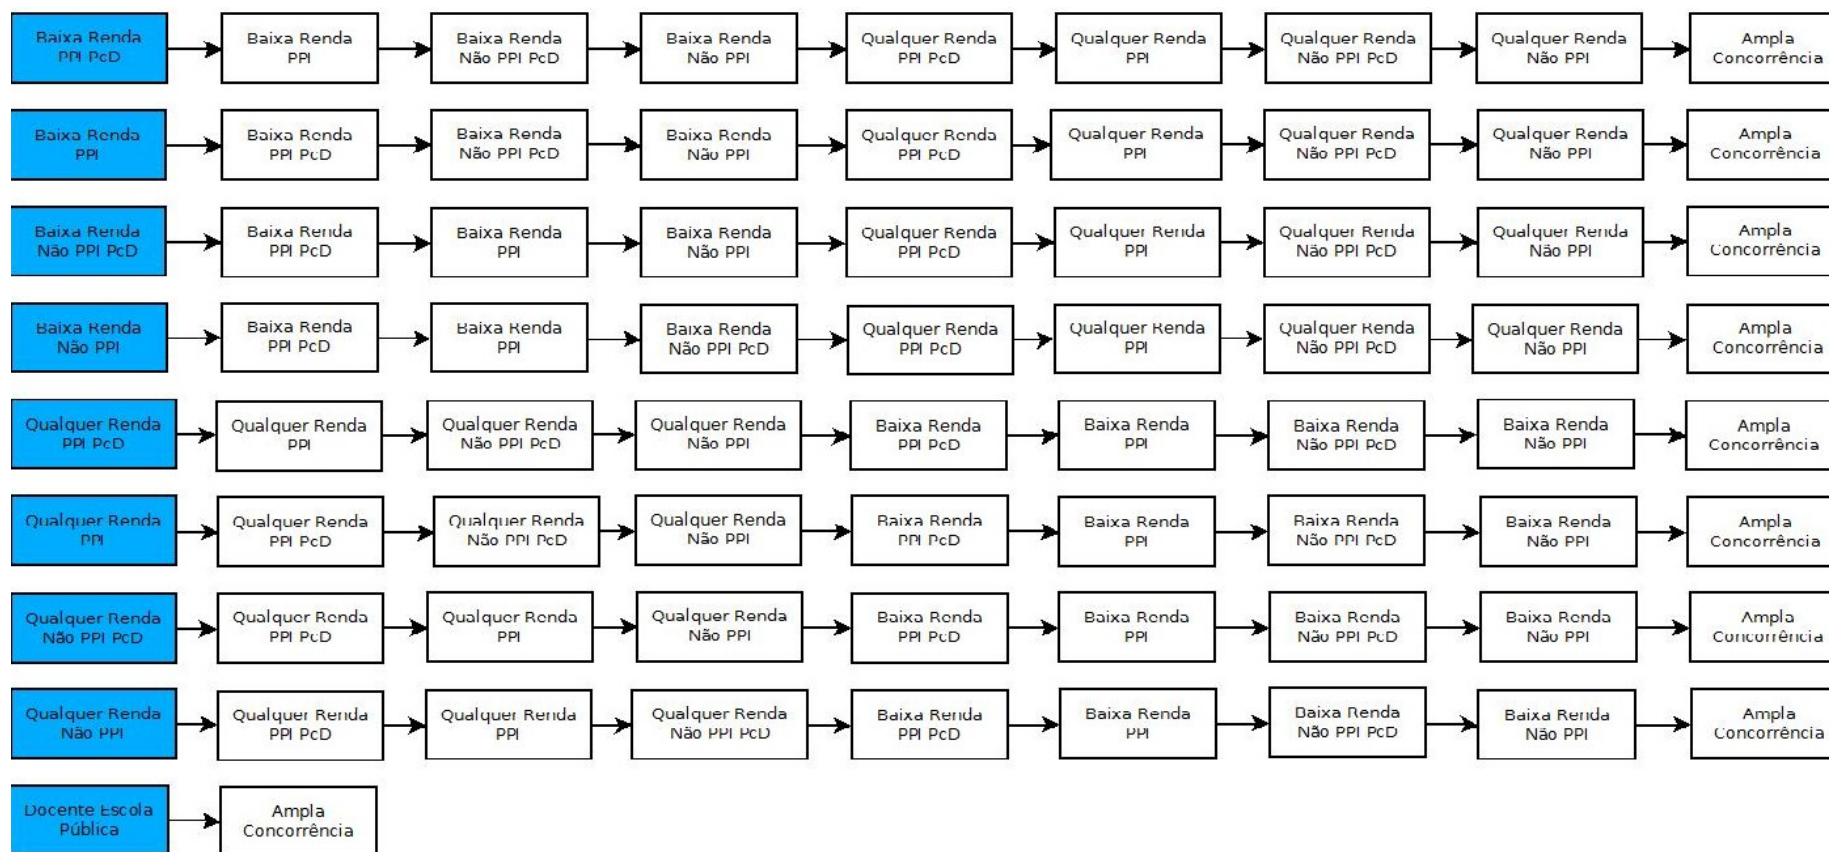 Baixa Renda
PPI PcD
Baixa Renda
PPI
Baixa Renda
Não PPI PcD
Baixa Renda
Não PPI
Qualquer Renda
PPI PcD
Qualquer Renda
PPI
Qualquer Renda
Não PPI PcD
Qualquer Renda
Não PPI
Ampla
Concorrência
Baixa Renda
PPI
Baixa Renda
PPI PcD
Baixa Renda
Não PPI PcD
Baixa Renda
Não PPI
Qualquer Renda
PPI PcD
Qualquer Renda
PPI
Qualquer Renda
Não PPI PcD
Qualquer Renda
Não PPI
Ampla
Concorrência
Baixa Renda
Não PPI PcD
Baixa Renda
PPI PcD
Baixa Renda
PPI
Baixa Renda
Não PPI
Qualquer Renda
PPI PcD
Qualquer Renda
PPI
Qualquer Renda
Não PPI PcD
Qualquer Renda
Não PPI
Ampla
Concorrência
Baixa Renda
Não PPI
Baixa Renda
PPI PcD
Baixa Renda
PPI
Baixa Renda
Não PPI PcD
Qualquer Renda
PPI PcD
Qualquer Renda
PPI
Qualquer Renda
Não PPI PcD
Qualquer Renda
Não PPI
Ampla
Concorrência
Qualquer Renda
PPI PcD
Qualquer Renda
PPI
Qualquer Renda
Não PPI PcD
Qualquer Renda
Não PPI
Baixa Renda
PPI PcD
Baixa Renda
PPI
Baixa Renda
Não PPI PcD
Baixa Renda
Não PPI
Ampla
Concorrência
Qualquer Renda
PPI
Qualquer Renda
PPI PcD
Qualquer Renda
Não PPI PcD
Qualquer Renda
Não PPI
Baixa Renda
PPI PcD
Baixa Renda
PPI
Baixa Renda
Não PPI PcD
Baixa Renda
Não PPI
Ampla
Concorrência
Qualquer Renda
Não PPI PcD
Qualquer Renda
PPI PcD
Qualquer Renda
PPI
Qualquer Renda
Não PPI
Baixa Renda
PPI PcD
Baixa Renda
PPI
Baixa Renda
Não PPI PcD
Baixa Renda
Não PPI
Ampla
Concorrência
Qualquer Renda
Não PPI
Qualquer Renda
PPI PcD
Qualquer Renda
PPI
Qualquer Renda
Não PPI PcD
Baixa Renda
PPI PcD
Baixa Renda
PPI
Baixa Renda
Não PPI PcD
Baixa Renda
Não PPI
Ampla
Concorrência
Docente Escola
Pública
Ampla
Concorrência